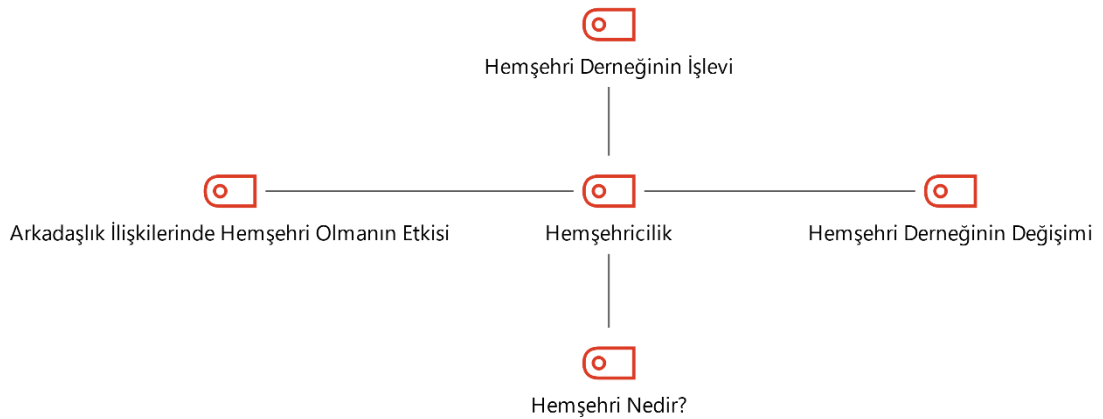 Hemşehri Derneğinin İşlevi
Arkadaşlık İlişkilerinde Hemşehri Olmanın Etkisi
Hemşehricilik
Hemşehri Derneğinin Değişimi
Hemşehri Nedir?